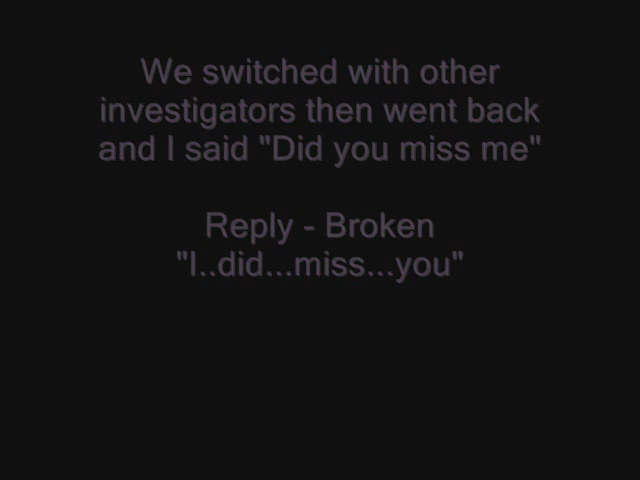 We switched with other
investigators then went back
and I said "Did you miss me"
Reply - Broken
"I..did...miss...you"